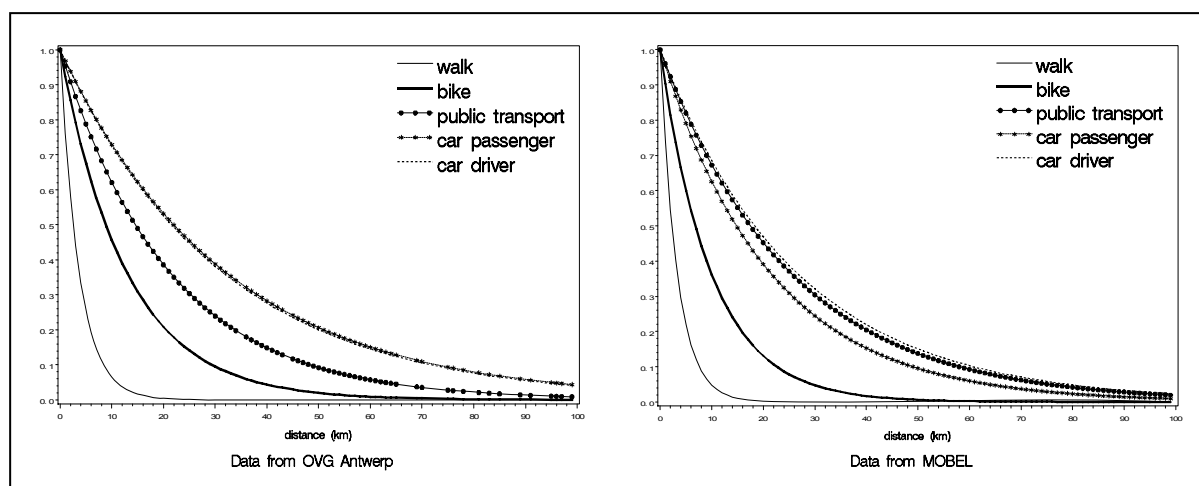 1.0
0.9
0.8
0.7
0.6
0.5
0.4
0.3
0.2
0.1
0.0
0 10 20 30 40 50 60 70 80 90 100
distance (km)
walk
bike
public transport
car passenger
car driver
Data from OVG Antwerp
1.0
0.9
0.8
0.7
0.6
0.5
0.4
0.3
0.2
0.1
0.0
0 10 20 30 40 50 60 70 80 90 100
distance (km)
walk
bike
public transport
car passenger
car driver
Data from MOBEL